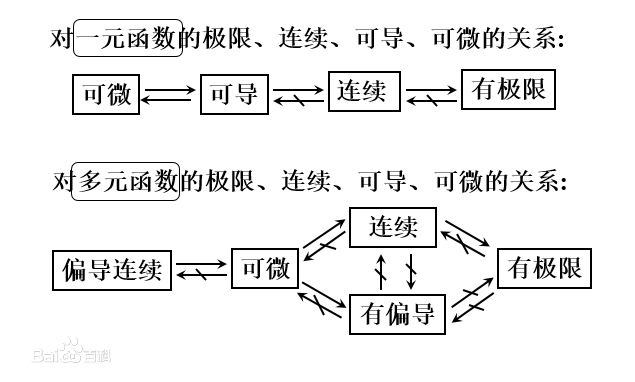 对一元函数的极限、连续、可导、可微的关系:
可微 可导 连续 有极限
对多元函数的极限、连续、可导、可微的关系:
连续
偏导连续 可微 有极限
有偏导
Bai百科